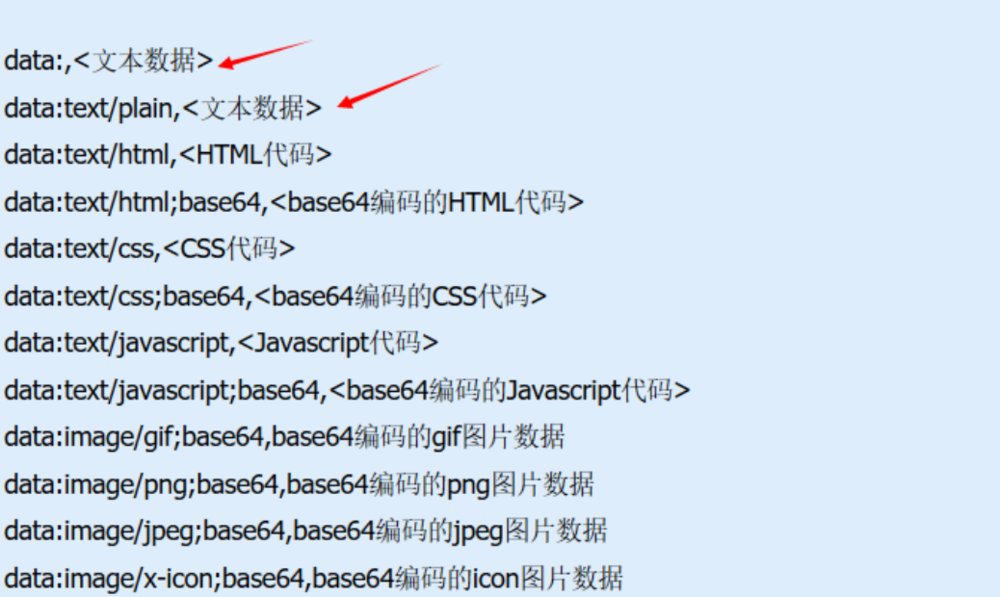 data:,<文本数据>
data:text/plain,<文本数据>
data:text/html,<HTML代码>
data:text/html;base64,<base64编码的HTML代码>
data:text/css,<CSS代码>
data:text/css;base64,<base64编码的CSS代码>
data:text/javascript,<Javascript代码>
data:text/javascript;base64,<base64编码的Javascript代码>
data:image/gif;base64,base64编码的gif图片数据
data:image/png;base64,base64编码的png图片数据
data:image/jpeg;base64,base64编码的jpeg图片数据
data:image/x-icon;base64,base64编码的icon图片数据